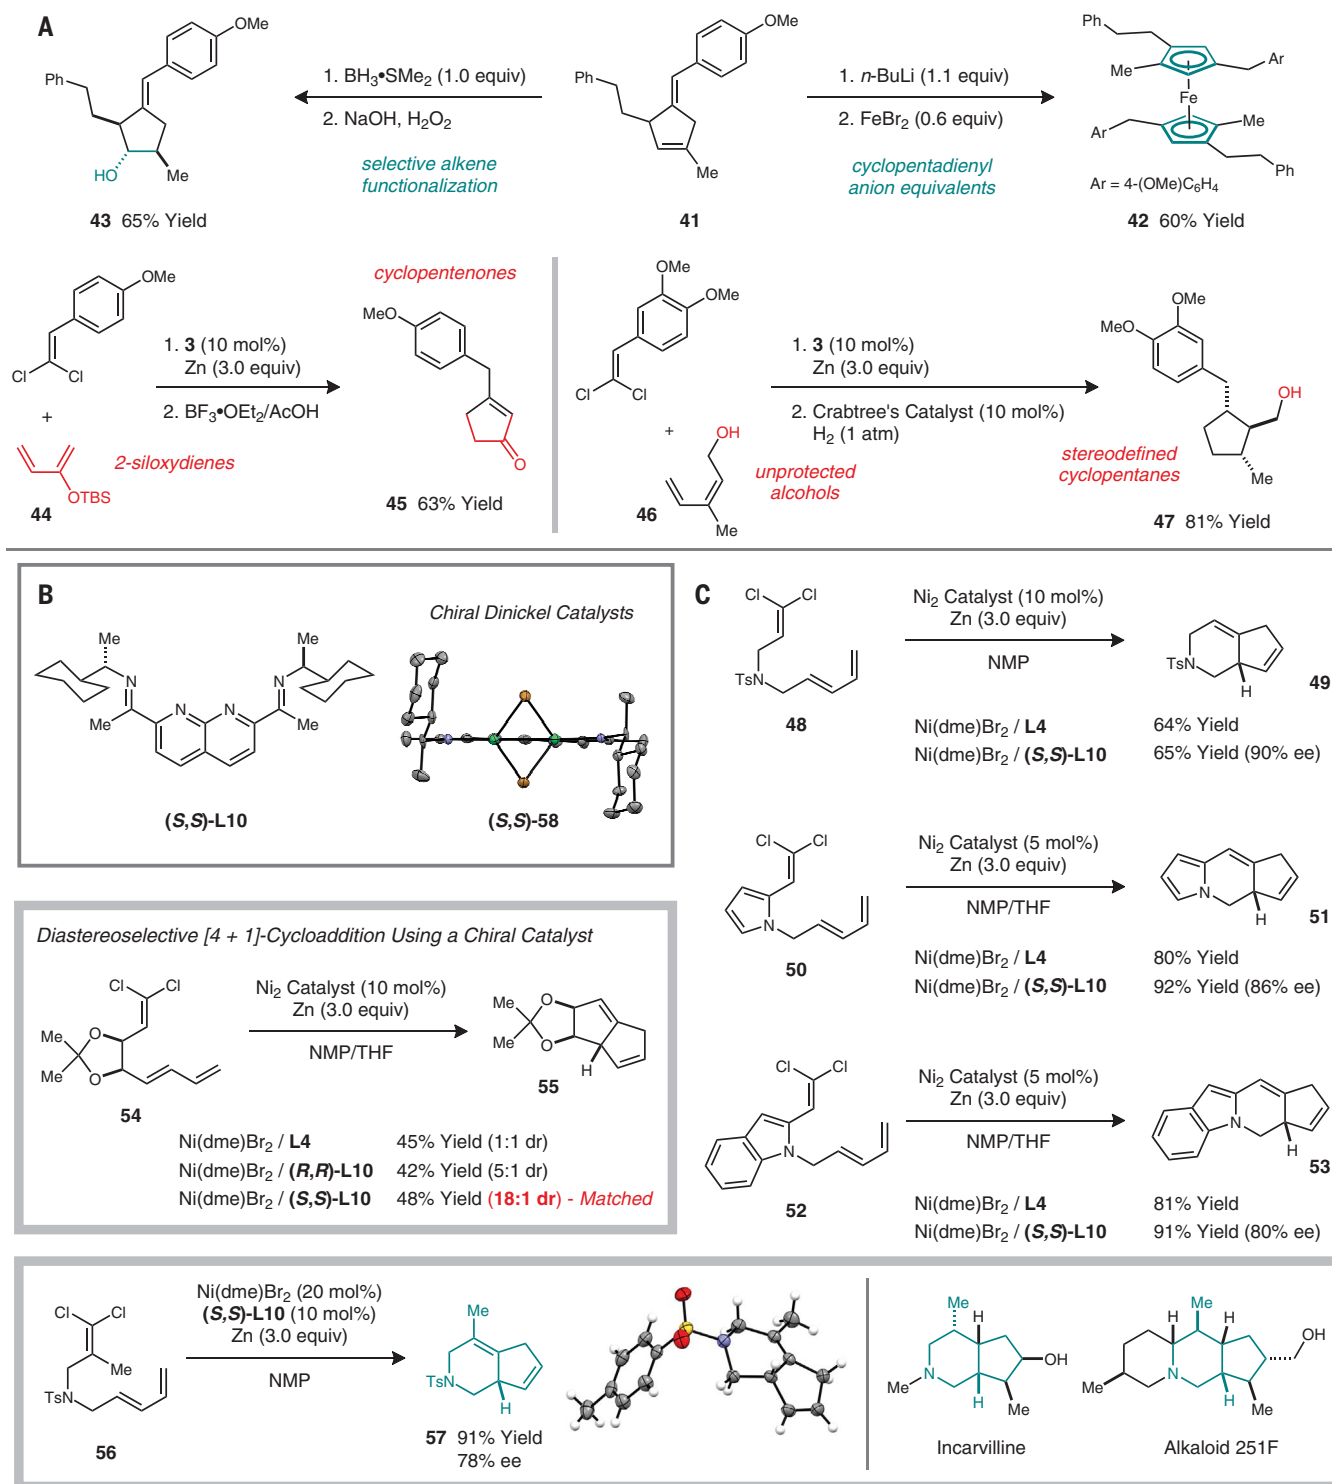 A
OMe
Ph
HO
Me
43 65% Yield
1. BH3•SMe2 (1.0 equiv)
2. NaOH, H2O2
selective alkene
functionalization
OMe
Ph
Me
41
1. n-BuLi (1.1 equiv)
2. FeBr2 (0.6 equiv)
cyclopentadienyl
anion equivalents
Ph
Me
Ar
Fe
Ar
Me
Ph
Ar = 4-(OMe)C6H4
42 60% Yield
OMe
Cl
Cl
+
OTBS
44
2-siloxydienes
1. 3 (10 mol%)
Zn (3.0 equiv)
2. BF3•OEt2/AcOH
cyclopentenones
MeO
O
45 63% Yield
OMe
OMe
Cl
Cl
+
OH
Me
46
unprotected
alcohols
1. 3 (10 mol%)
Zn (3.0 equiv)
2. Crabtree's Catalyst (10 mol%)
H2 (1 atm)
stereodefined
cyclopentanes
OMe
MeO
OH
Me
47 81% Yield
B
Chiral Dinickel Catalysts
Me
Me
N
N
N
N
Me
Me
(S,S)-L10
(S,S)-58
Diastereoselective [4 + 1]-Cycloaddition Using a Chiral Catalyst
Cl
Cl
Me
O
Me
O
54
Ni2 Catalyst (10 mol%)
Zn (3.0 equiv)
NMP/THF
Me
O
Me
O
H
55
Ni(dme)Br2 / L4 45% Yield (1:1 dr)
Ni(dme)Br2 / (R,R)-L10 42% Yield (5:1 dr)
Ni(dme)Br2 / (S,S)-L10 48% Yield (18:1 dr) - Matched
C
Cl
Cl
TsN
48
Ni2 Catalyst (10 mol%)
Zn (3.0 equiv)
NMP
TsN
H
49
Ni(dme)Br2 / L4 64% Yield
Ni(dme)Br2 / (S,S)-L10 65% Yield (90% ee)
Cl
Cl
N
50
Ni2 Catalyst (5 mol%)
Zn (3.0 equiv)
NMP/THF
N
H
51
Ni(dme)Br2 / L4 80% Yield
Ni(dme)Br2 / (S,S)-L10 92% Yield (86% ee)
Cl
Cl
N
52
Ni2 Catalyst (5 mol%)
Zn (3.0 equiv)
NMP/THF
N
H
53
Ni(dme)Br2 / L4 81% Yield
Ni(dme)Br2 / (S,S)-L10 91% Yield (80% ee)
Cl
Cl
Me
TsN
56
Ni(dme)Br2 (20 mol%)
(S,S)-L10 (10 mol%)
Zn (3.0 equiv)
NMP
Me
TsN
H
57 91% Yield
78% ee
Me
H
OH
N
Me
H
Me
Incarvilline
Me
H
H
OH
N
Me
H
Me
Alkaloid 251F